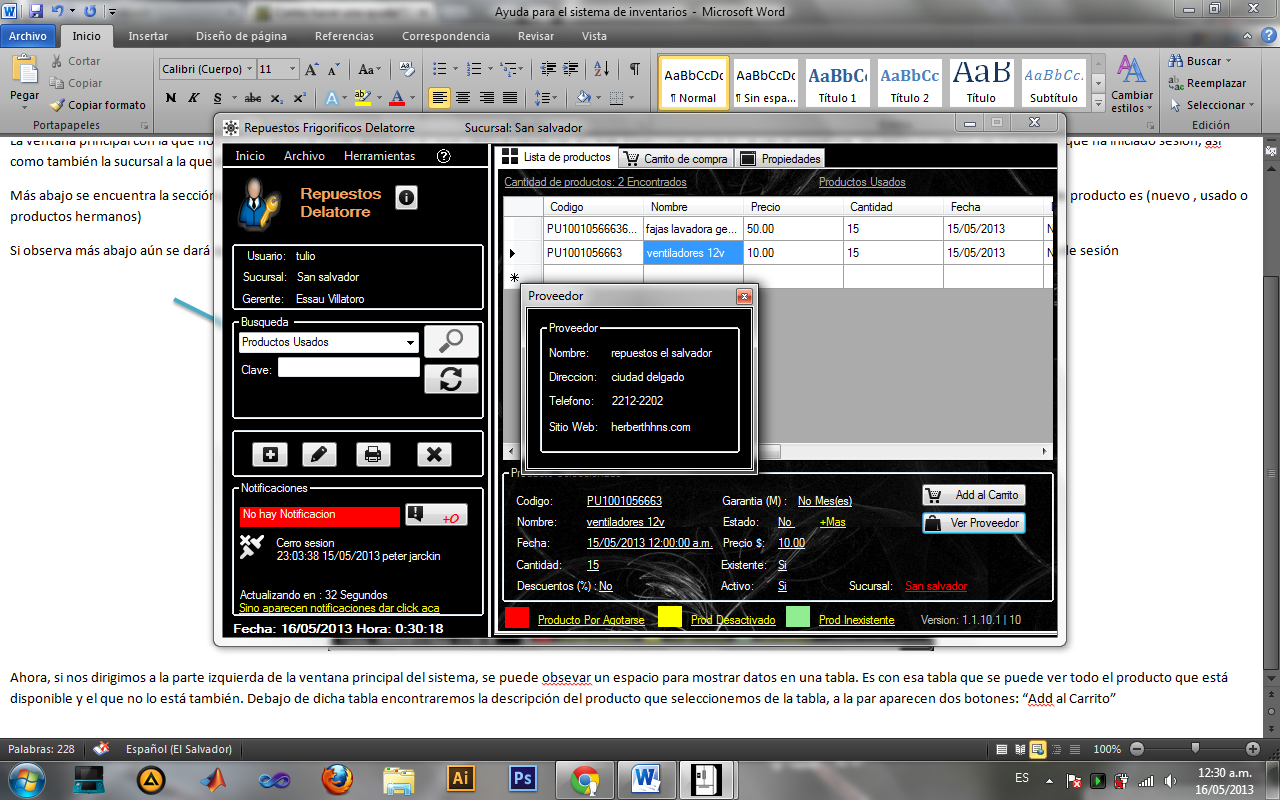 Ayuda para el sistema de inventarios - Microsoft Word
Archivo Inicio Insertar Diseño de página Referencias Correspondencia Revisar Vista
Pegar
Cortar
Copiar
Copiar formato
Portapapeles
Calibri (Cuerpo) 11
AaBbCcDc AaBbCcDc AaBbC AaBbCc AaB AaBbCc.
¶ Normal ¶ Sin espa... Título 1 Título 2 Título Subtítulo
Cambiar estilos
Buscar
Reemplazar
Seleccionar
Edición
La ventana principal con la que no
que ha iniciado sesión, así
como también la sucursal a la que
Más abajo se encuentra la sección
producto es (nuevo , usado o
productos hermanos)
Si observa más abajo aún se dará
de sesión
Repuestos Frigorificos Delatorre Sucursal: San salvador
Inicio Archivo Herramientas
Repuestos
Delatorre
Usuario: tulio
Sucursal: San salvador
Gerente: Essau Villatoro
Busqueda
Productos Usados
Clave:
Notificaciones
No hay Notificacion
+0
Cerro sesion
23:03:38 15/05/2013 peter jarckin
Actualizando en : 32 Segundos
Sino aparecen notificaciones dar click aca
Fecha: 16/05/2013 Hora: 0:30:18
Lista de productos Carrito de compra Propiedades
Cantidad de productos: 2 Encontrados Productos Usados
Codigo Nombre Precio Cantidad Fecha
PU10010566636... fajas lavadora ge... 50.00 15 15/05/2013 N
PU1001056663 ventiladores 12v 10.00 15 15/05/2013 N
Proveedor
Proveedor
Nombre: repuestos el salvador
Direccion: ciudad delgado
Telefono: 2212-2202
Sitio Web: herberthhns.com
Codigo: PU1001056663 Garantia (M) : No Mes(es)
Nombre: ventiladores 12v Estado: No +Mas
Fecha: 15/05/2013 12:00:00 a.m. Precio $: 10.00
Cantidad: 15 Existente: Si
Descuentos (%) : No Activo: Si Sucursal: San salvador
Add al Carrito
Ver Proveedor
Producto Por Agotarse Prod Desactivado Prod Inexistente Version: 1.1.10.1 | 10
Ahora, si nos dirigimos a la parte izquierda de la ventana principal del sistema, se puede obsevar un espacio para mostrar datos en una tabla. Es con esa tabla que se puede ver todo el producto que está
disponible y el que no lo está también. Debajo de dicha tabla encontraremos la descripción del producto que seleccionemos de la tabla, a la par aparecen dos botones: “Add al Carrito”
Palabras: 228 Español (El Salvador) 100%
ES
12:30 a.m.
16/05/2013